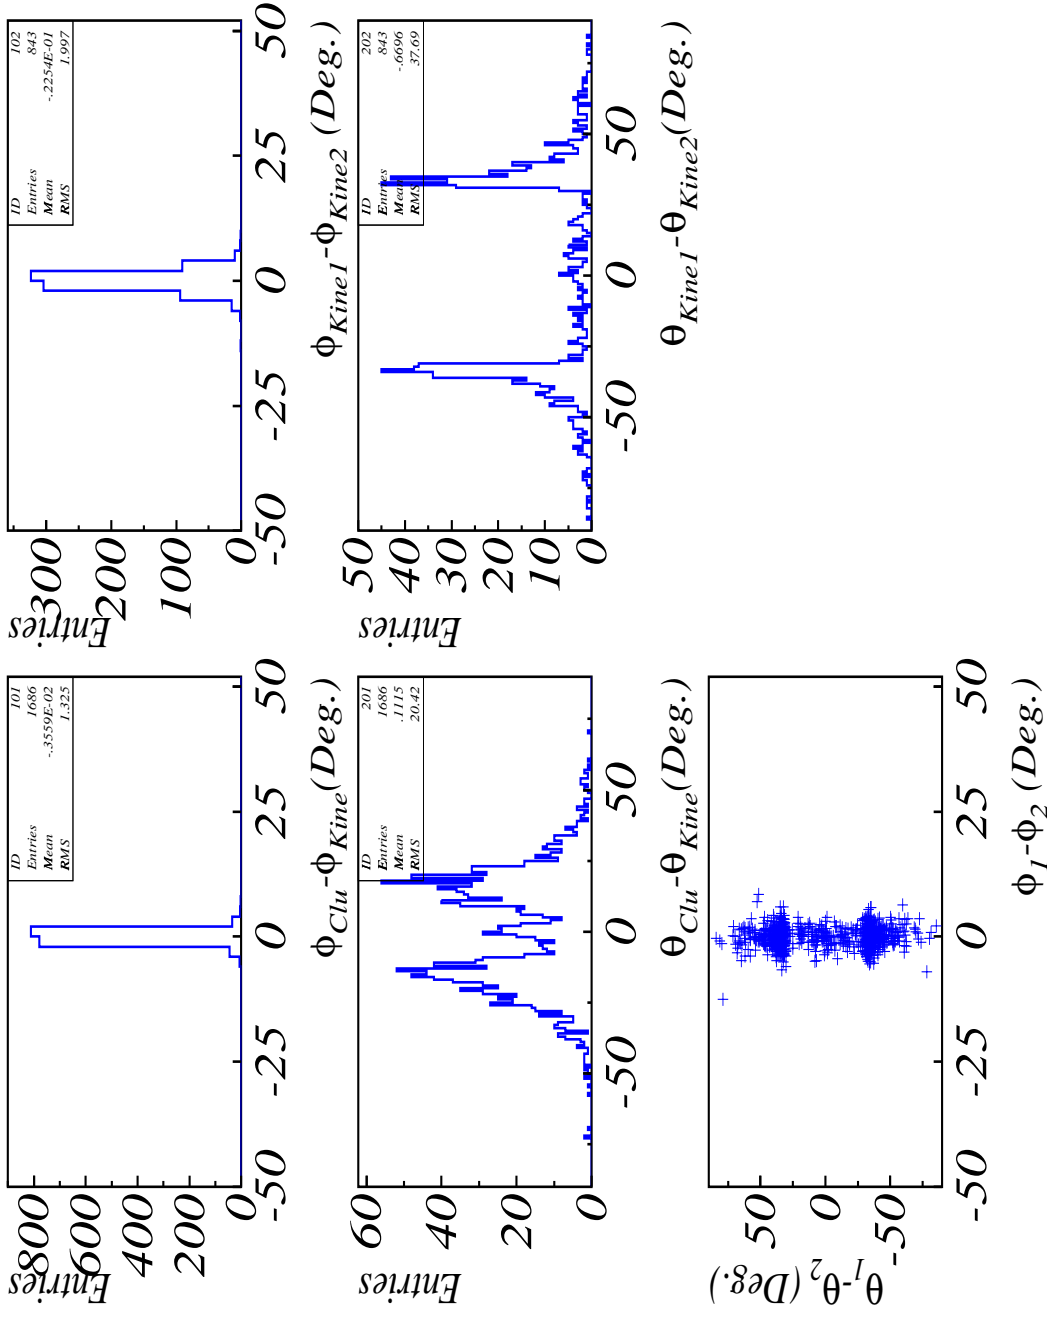 ID 101
Entries 1686
Mean -.3559E-02
RMS 1.325
Entries
800
600
400
200
0
-50 -25 0 25 50
ϕClu-ϕKine(Deg.)
ID 102
Entries 843
Mean -.2254E-01
RMS 1.997
Entries
300
200
100
0
-50 -25 0 25 50
ϕKine1-ϕKine2 (Deg.)
ID 201
Entries 1686
Mean .1115
RMS 20.42
Entries
60
40
20
0
-50 0 50
θClu-θKine(Deg.)
ID 202
Entries 843
Mean -.6696
RMS 37.69
Entries
50
40
30
20
10
0
-50 0 50
θKine1-θKine2(Deg.)
θ1-θ2 (Deg.)
50
0
-50
-50 -25 0 25 50
ϕ1-ϕ2 (Deg.)